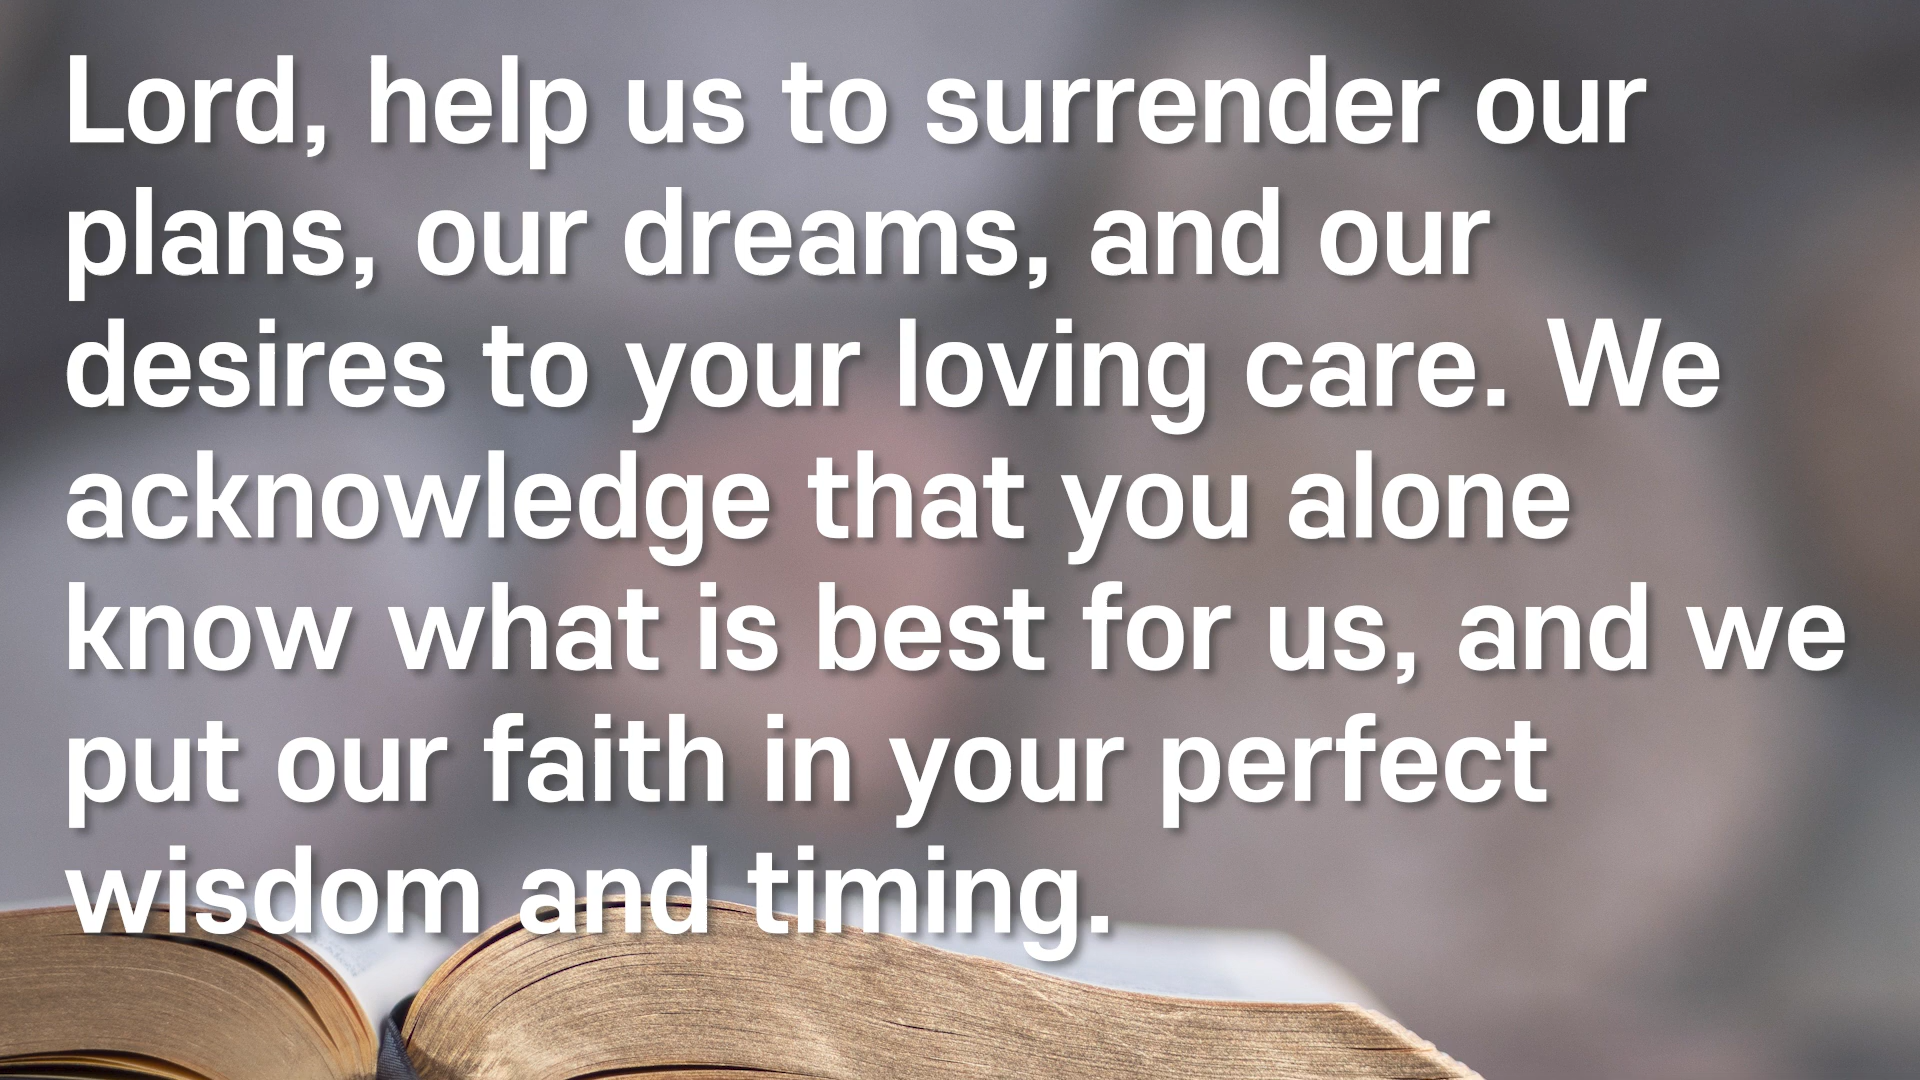 Lord, help us to surrender our
plans, our dreams, and our
desires to your loving care. We
acknowledge that you alone
know what is best for us, and we
put our faith in your perfect
wisdom and timing.